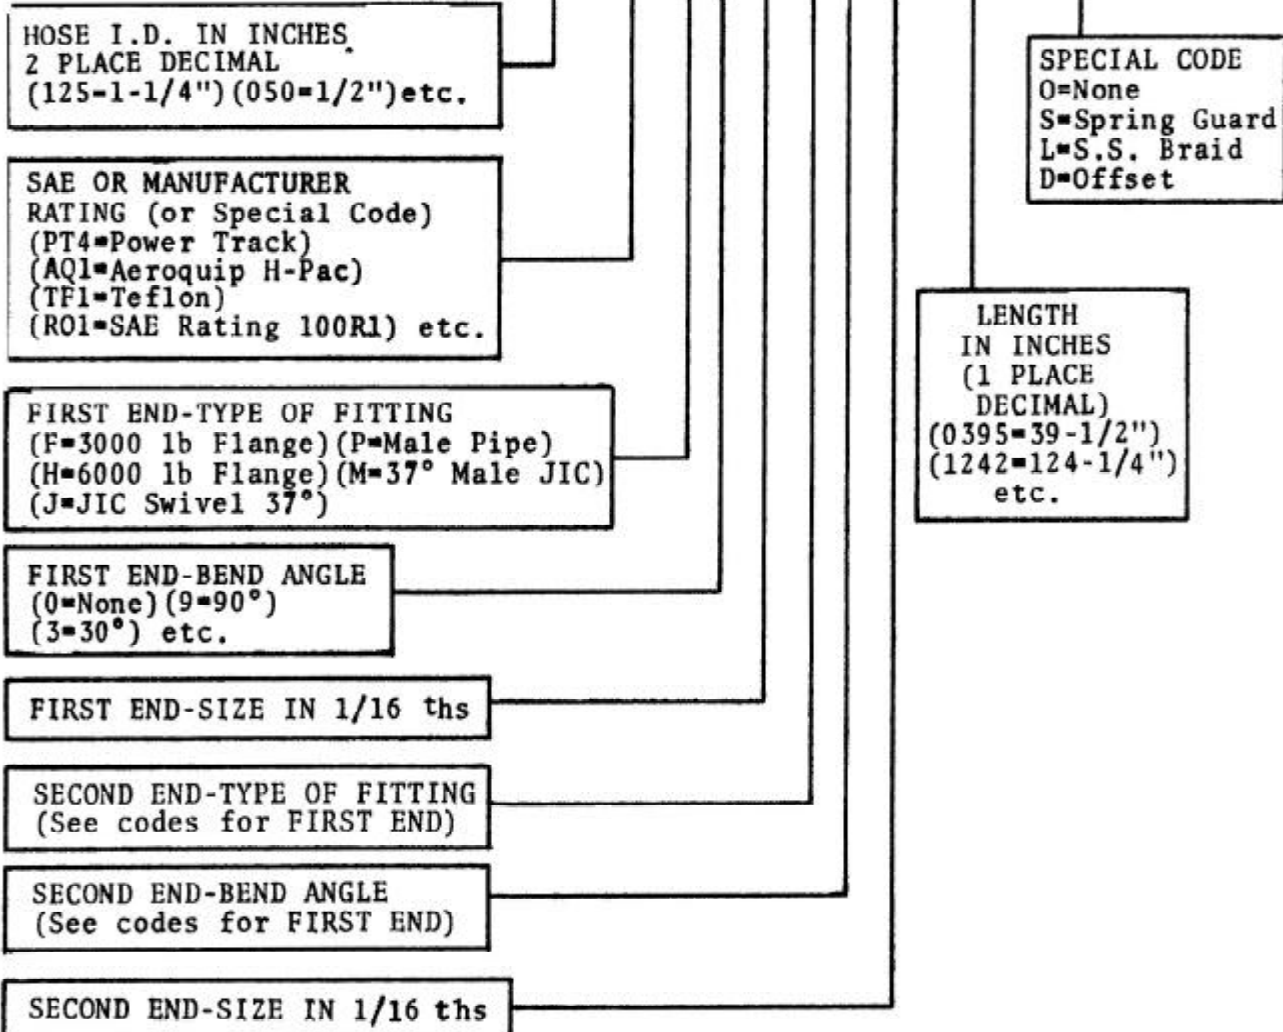 HOSE I.D. IN INCHES
2 PLACE DECIMAL
(125=1-1/4")(050=1/2")etc.
SAE OR MANUFACTURER
RATING (or Special Code)
(PT4=Power Track)
(AQ1=Aeroquip H-Pac)
(TF1=Teflon)
(RO1=SAE Rating 100R1) etc.
FIRST END-TYPE OF FITTING
(F=3000 lb Flange)(P=Male Pipe)
(H=6000 lb Flange)(M=37° Male JIC)
(J=JIC Swivel 37°)
FIRST END-BEND ANGLE
(0=None)(9=90°)
(3=30°) etc.
FIRST END-SIZE IN 1/16 ths
SECOND END-TYPE OF FITTING
(See codes for FIRST END)
SECOND END-BEND ANGLE
(See codes for FIRST END)
SECOND END-SIZE IN 1/16 ths
LENGTH
IN INCHES
(1 PLACE
DECIMAL)
(0395=39-1/2")
(1242=124-1/4")
etc.
SPECIAL CODE
O=None
S=Spring Guard
L=S.S. Braid
D=Offset